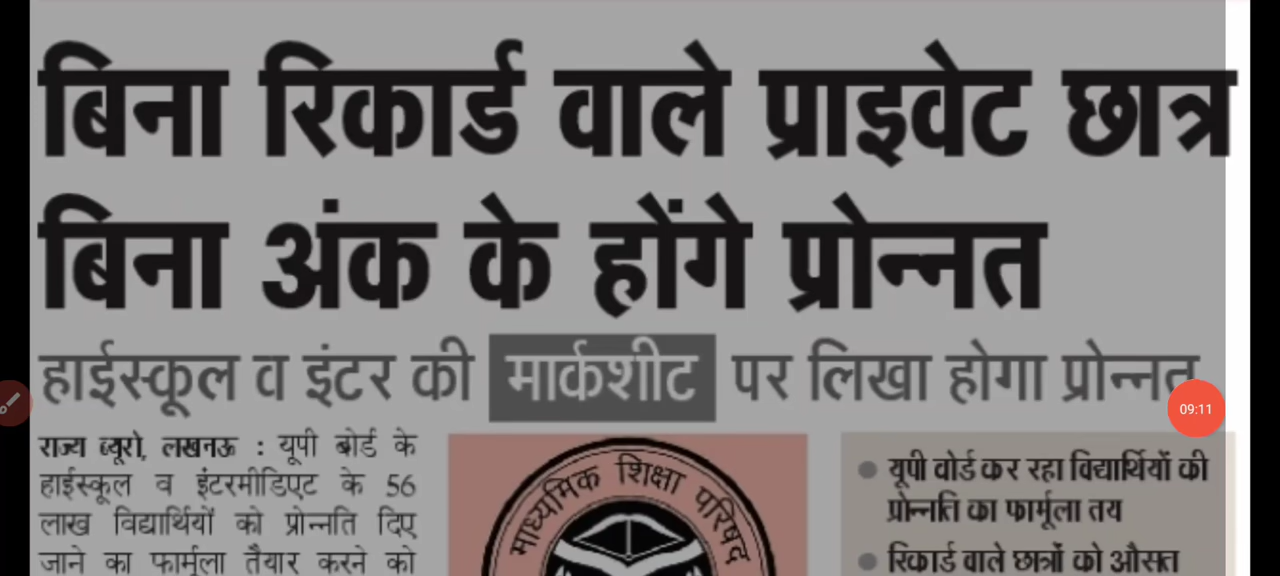 बिना रिकार्ड वाले प्राइवेट छात्र
बिना अंक के होंगे प्रोन्नत
हाईस्कूल व इंटर की मार्कशीट पर लिखा होगा प्रोन्नत
09:11
राज्य ब्यूरो, लखनऊ : यूपी बोर्ड के
हाईस्कूल व इंटरमीडिएट के 56
लाख विद्यार्थियों को प्रोन्नति दिए
जाने का फार्मूला तैयार करने को
माध्यमिक शिक्षा परिषद
यूपी बोर्ड कर रहा विद्यार्थियों की
प्रोन्नति का फार्मूला तय
रिकार्ड वाले छात्रों को औसत